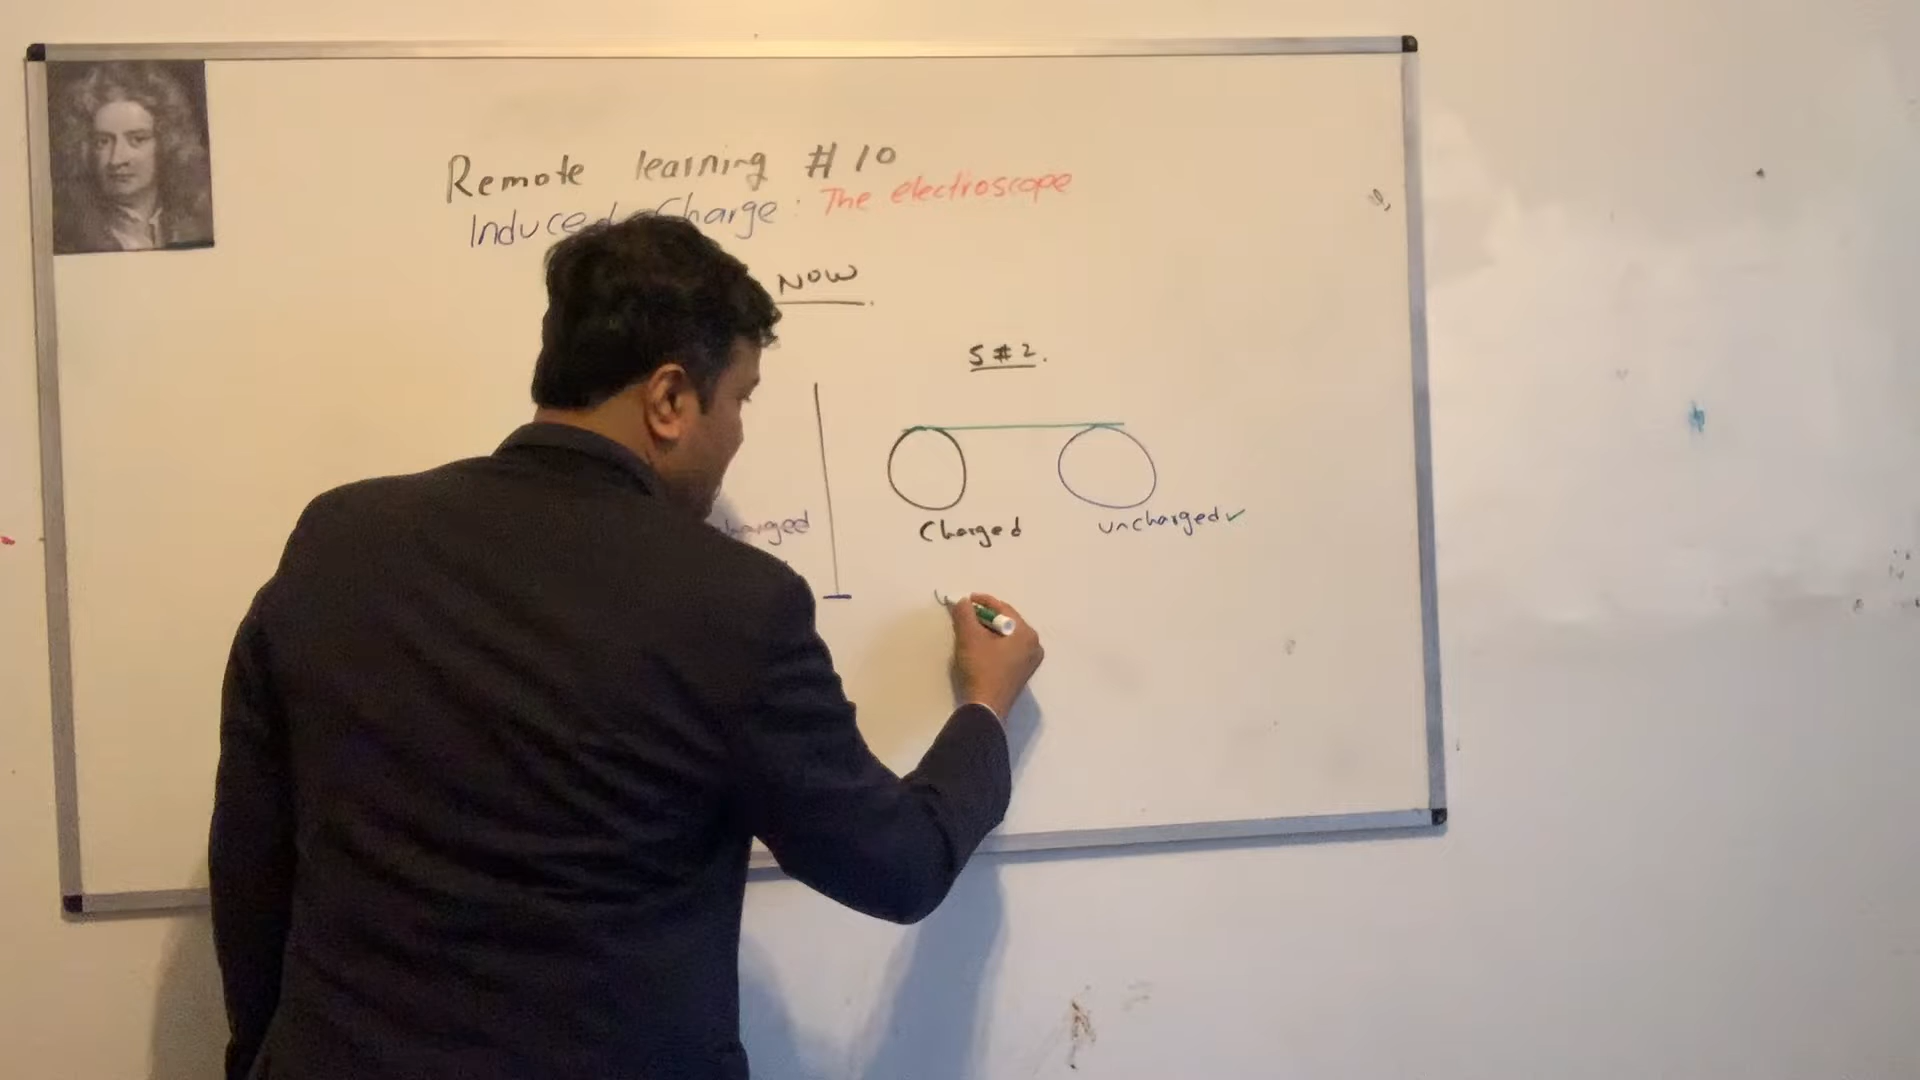 Remote learning #10
Induced Charge: The electroscope
NOW
S#2.
Charged
uncharged✓